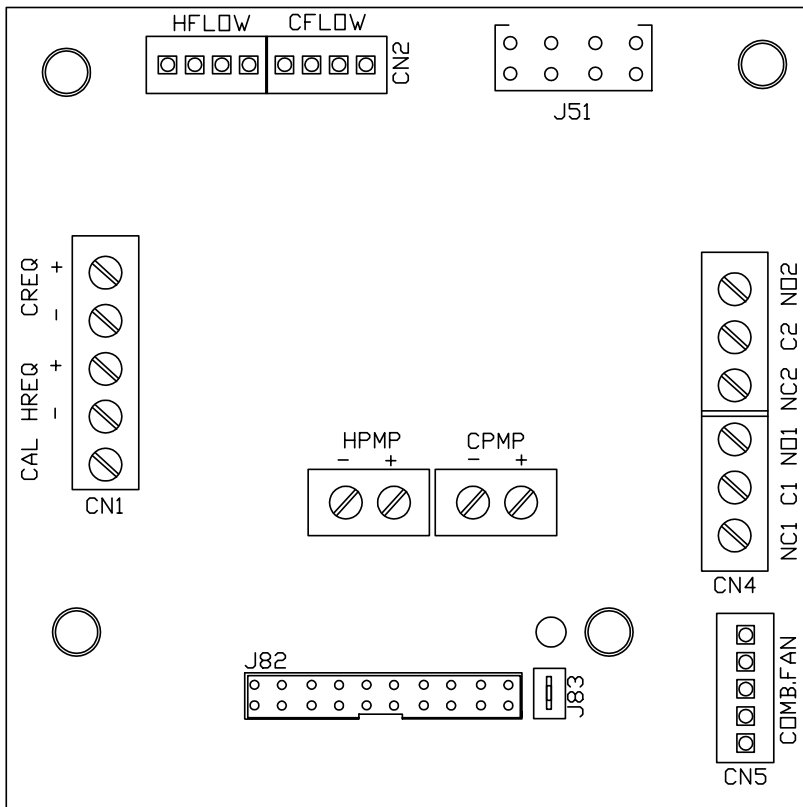 HFLOW CFLOW
CN2
J51
CREQ + -
HREQ + -
CAL
CN1
NO2
C2
NC2
NO1
C1
NC1
CN4
HPMP
- +
CPMP
- +
J82
J83
COMB.FAN
CN5